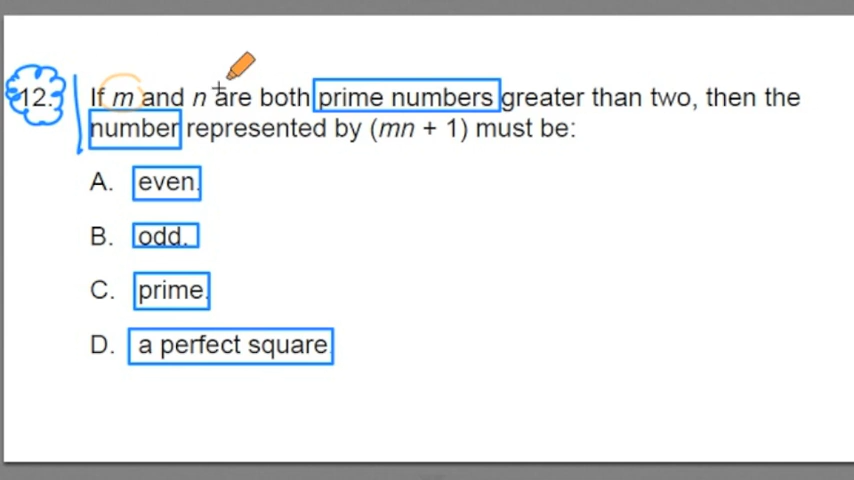 12. If m and n are both prime numbers greater than two, then the
number represented by (mn + 1) must be:
A. even.
B. odd.
C. prime.
D. a perfect square.